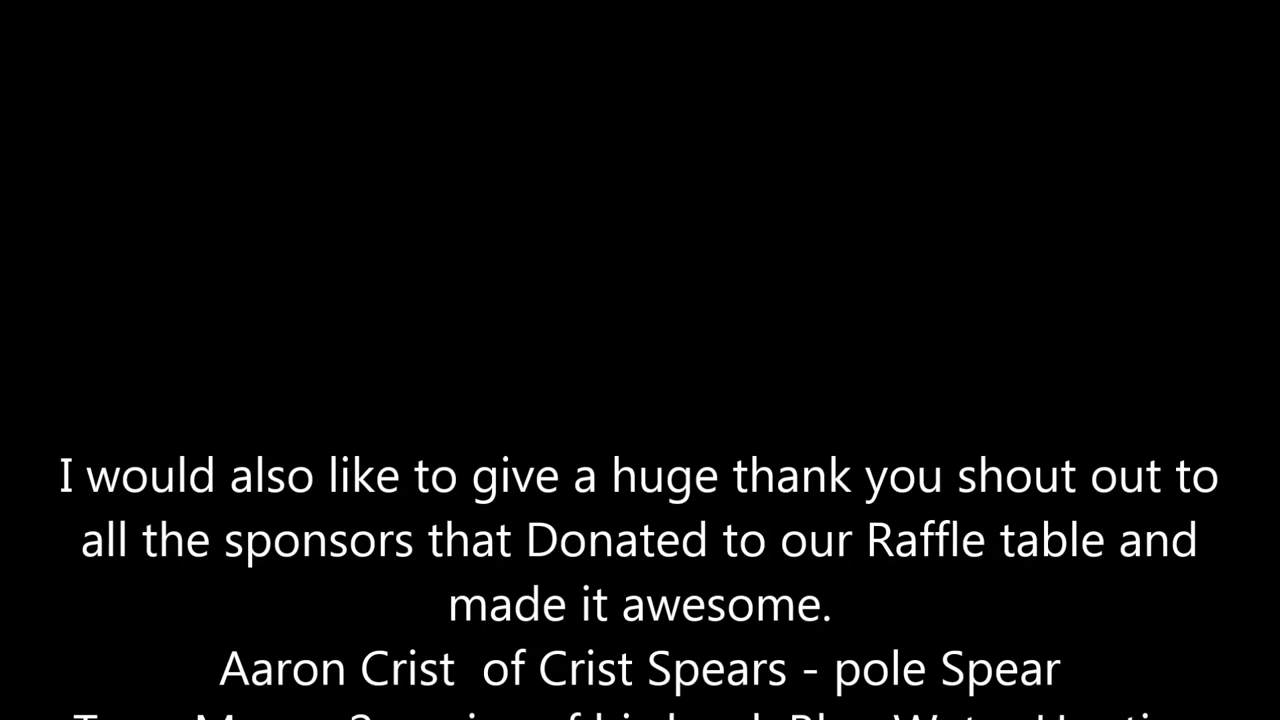 I would also like to give a huge thank you shout out to
all the sponsors that Donated to our Raffle table and
made it awesome.
Aaron Crist  of Crist Spears - pole Spear